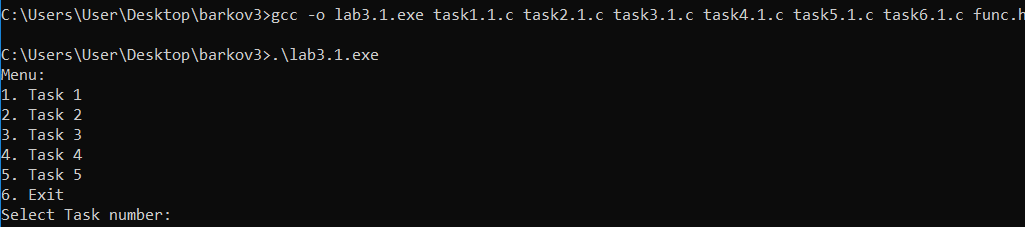 C:\Users\User\Desktop\barkov3>gcc -o lab3.1.exe task1.1.c task2.1.c task3.1.c task4.1.c task5.1.c task6.1.c func.h
C:\Users\User\Desktop\barkov3>.\lab3.1.exe
Menu:
1. Task 1
2. Task 2
3. Task 3
4. Task 4
5. Task 5
6. Exit
Select Task number: